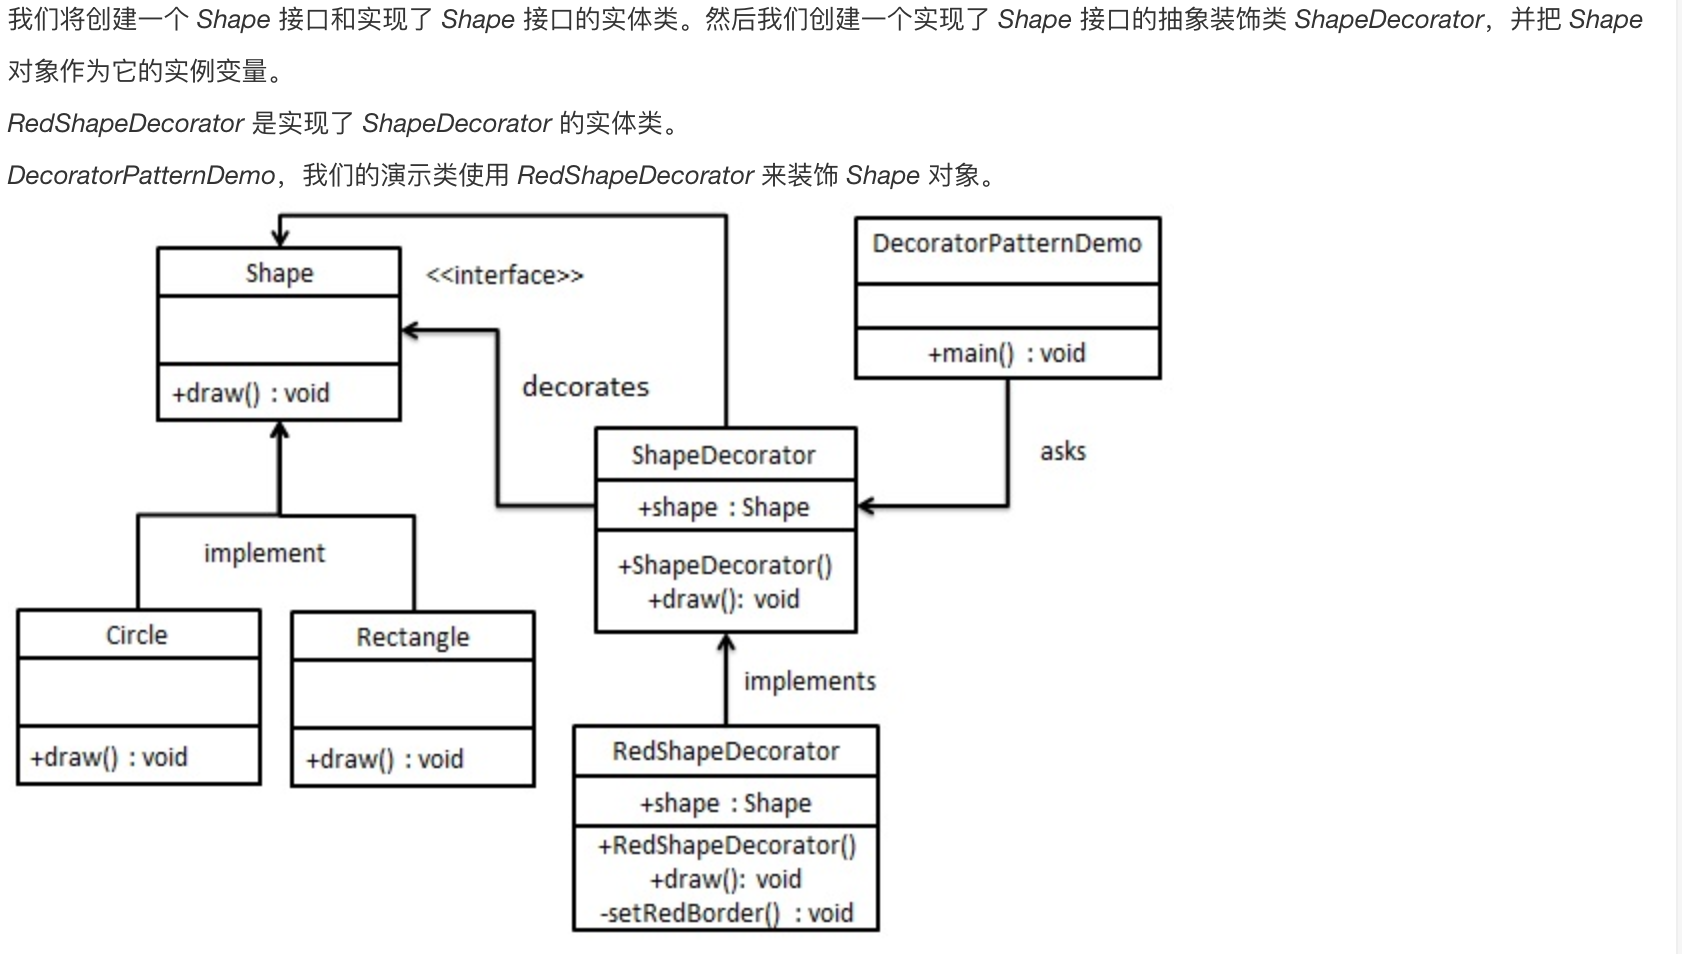 我们将创建一个 Shape 接口和实现了 Shape 接口的实体类。然后我们创建一个实现了 Shape 接口的抽象装饰类 ShapeDecorator，并把 Shape
对象作为它的实例变量。
RedShapeDecorator 是实现了 ShapeDecorator 的实体类。
DecoratorPatternDemo，我们的演示类使用 RedShapeDecorator 来装饰 Shape 对象。
Shape
<<interface>>
+draw() : void
decorates
DecoratorPatternDemo
+main() : void
asks
ShapeDecorator
+shape : Shape
+ShapeDecorator()
+draw(): void
implement
Circle
+draw() : void
Rectangle
+draw() : void
implements
RedShapeDecorator
+shape : Shape
+RedShapeDecorator()
+draw(): void
-setRedBorder() : void